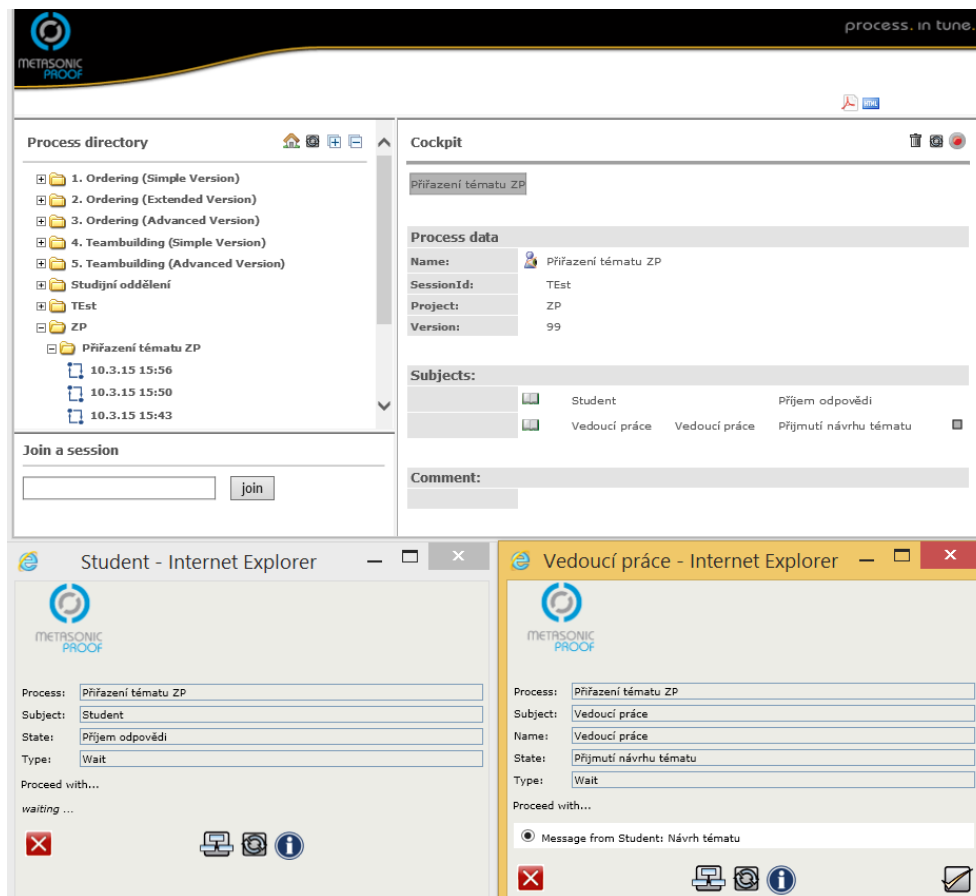 process. in tune.
METASONIC
PROOF
HTML
Process directory
1. Ordering (Simple Version)
2. Ordering (Extended Version)
3. Ordering (Advanced Version)
4. Teambuilding (Simple Version)
5. Teambuilding (Advanced Version)
Studijní oddělení
TEst
ZP
Přiřazení tématu ZP
10.3.15 15:56
10.3.15 15:50
10.3.15 15:43
Join a session
join
Cockpit
Přiřazení tématu ZP
Process data
Name: Přiřazení tématu ZP
SessionId: TEst
Project: ZP
Version: 99
Subjects:
Student Příjem odpovědi
Vedoucí práce Vedoucí práce Přijmutí návrhu tématu
Comment:
Student - Internet Explorer
METASONIC
PROOF
Process: Přiřazení tématu ZP
Subject: Student
State: Příjem odpovědi
Type: Wait
Proceed with...
waiting ...
Vedoucí práce - Internet Explorer
METASONIC
PROOF
Process: Přiřazení tématu ZP
Subject: Vedoucí práce
Name: Vedoucí práce
State: Přijmutí návrhu tématu
Type: Wait
Proceed with...
Message from Student: Návrh tématu